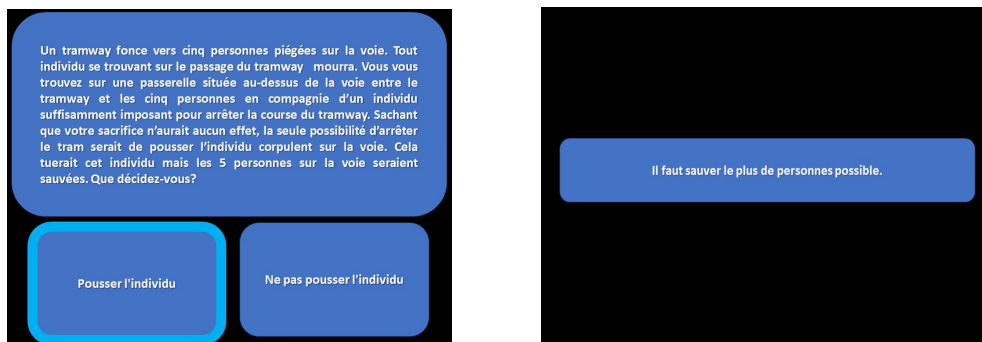 Un tramway fonce vers cinq personnes piégées sur la voie. Tout
individu se trouvant sur le passage du tramway mourra. Vous vous
trouvez sur une passerelle située au-dessus de la voie entre le
tramway et les cinq personnes en compagnie d'un individu
suffisamment imposant pour arrêter la course du tramway. Sachant
que votre sacrifice n'aurait aucun effet, la seule possibilité d'arrêter
le tram serait de pousser l'individu corpulent sur la voie. Cela
tuerait cet individu mais les 5 personnes sur la voie seraient
sauvées. Que décidez-vous?
Pousser l'individu
Ne pas pousser l'individu
Il faut sauver le plus de personnes possible.